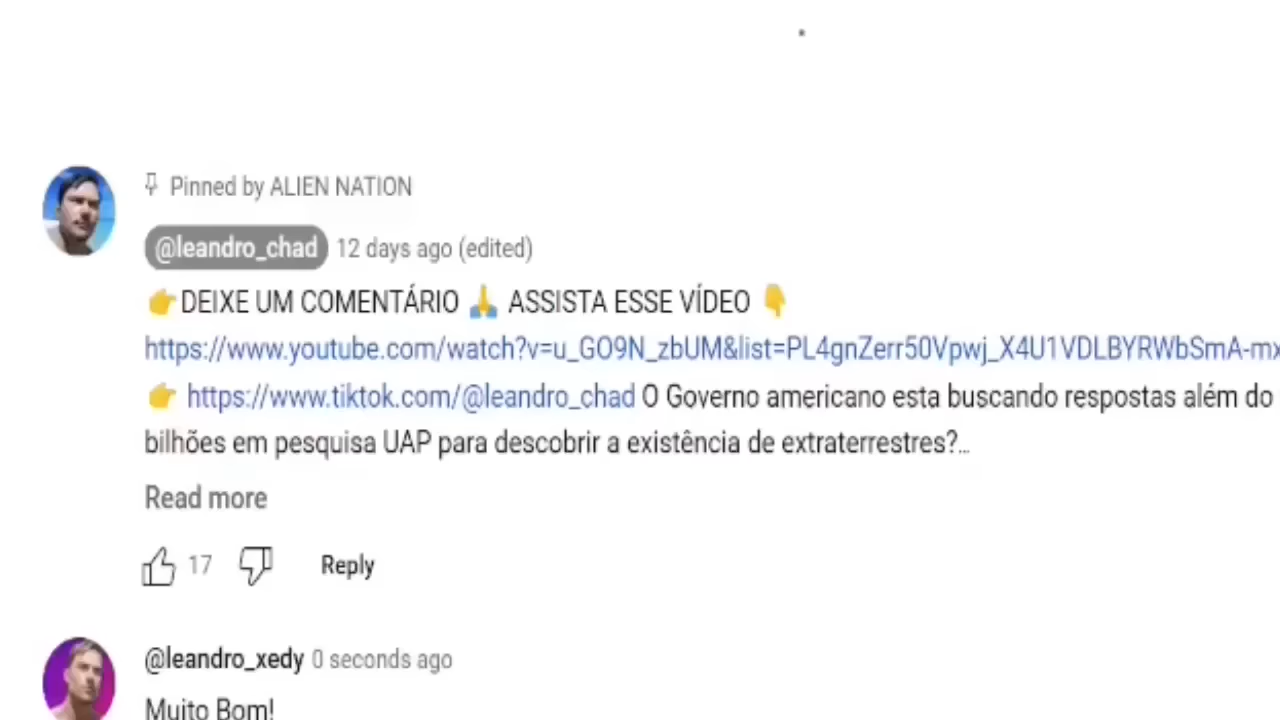 Pinned by ALIEN NATION
@leandro_chad 12 days ago (edited)
👉DEIXE UM COMENTÁRIO 🙏 ASSISTA ESSE VÍDEO 👇
https://www.youtube.com/watch?v=u_GO9N_zbUM&list=PL4gnZerr50Vpwj_X4U1VDLBYRWbSmA-mx
👉 https://www.tiktok.com/@leandro_chad O Governo americano esta buscando respostas além do
bilhões em pesquisa UAP para descobrir a existência de extraterrestres?...
Read more
17 Reply
@leandro_xedy 0 seconds ago
Muito Bom!